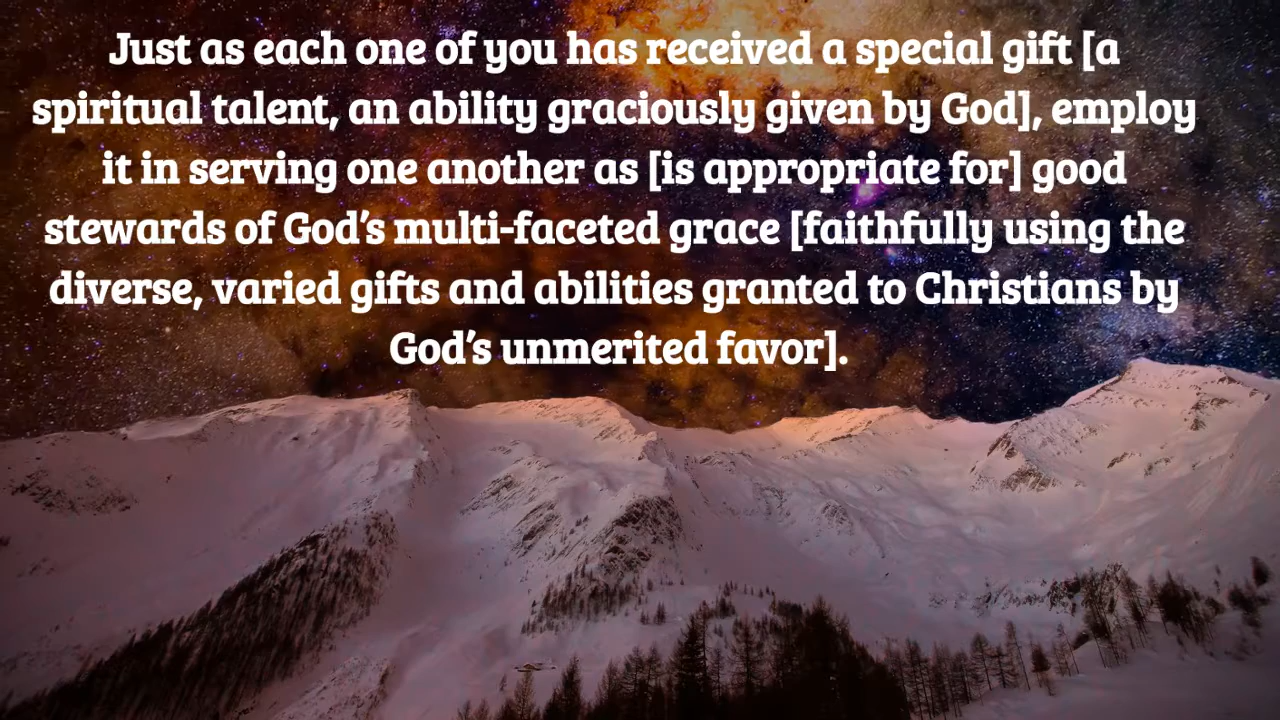 Just as each one of you has received a special gift [a
spiritual talent, an ability graciously given by God], employ
it in serving one another as [is appropriate for] good
stewards of God's multi-faceted grace [faithfully using the
diverse, varied gifts and abilities granted to Christians by
God's unmerited favor].